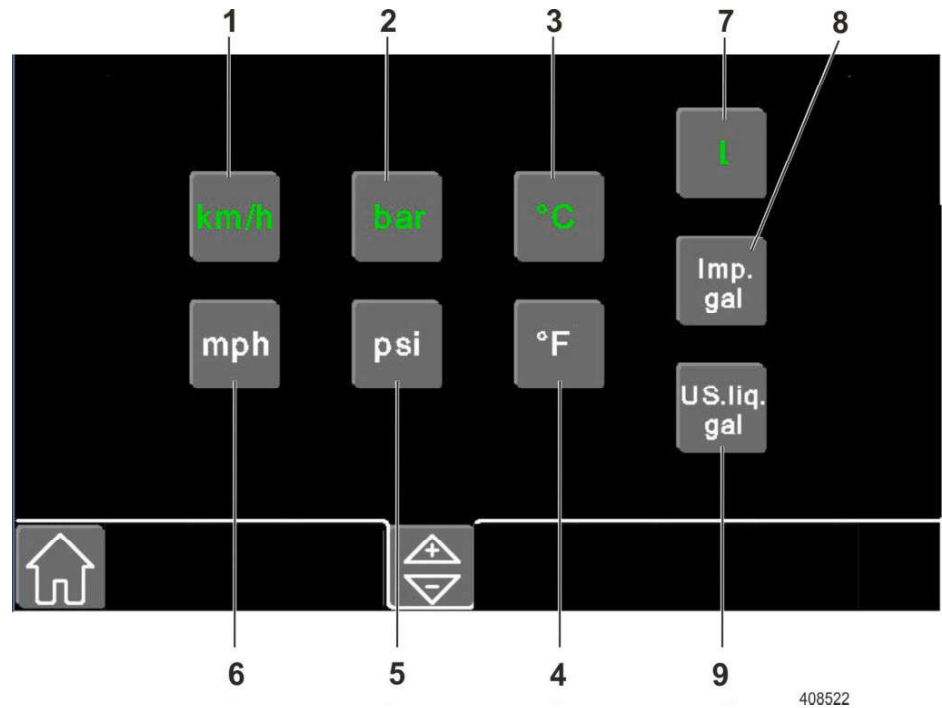 1 2 3 7 8
l
km/h bar °C
Imp.
gal
mph psi °F
US.liq.
gal
+
−
6 5 4 9
408522